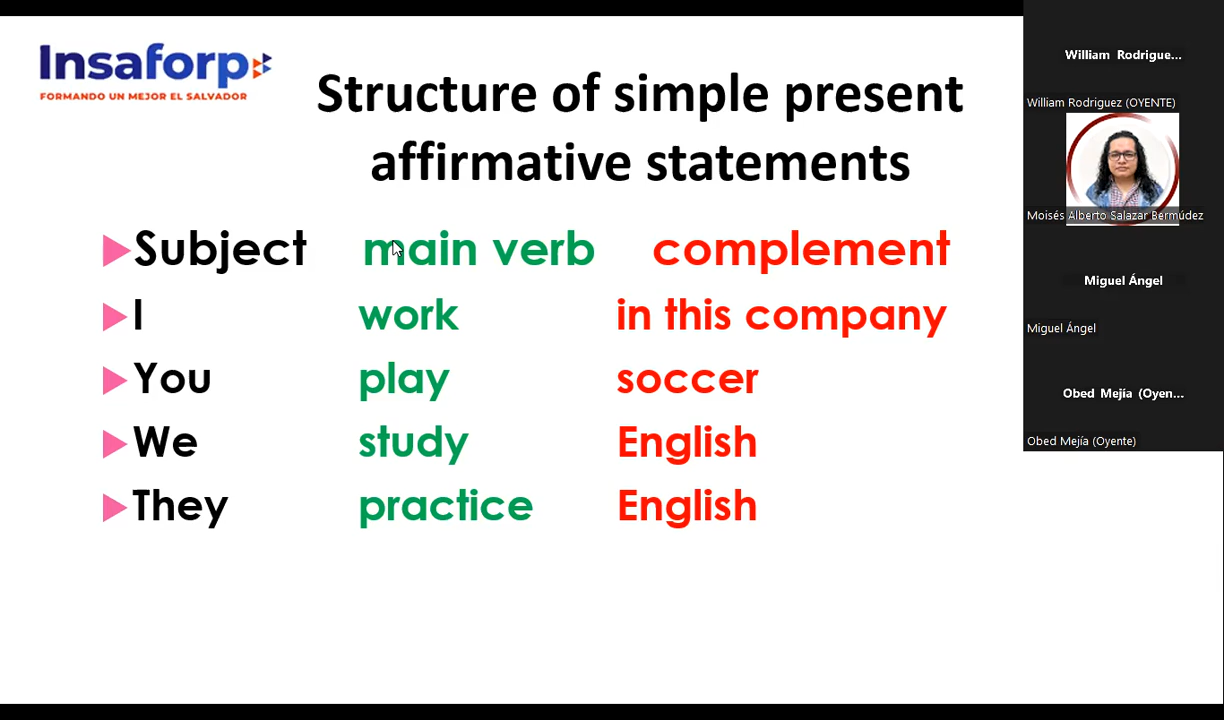 Insaforp
FORMANDO UN MEJOR EL SALVADOR
Structure of simple present
affirmative statements
Subject main verb complement
I work in this company
You play soccer
We study English
They practice English
William Rodrigue...
William Rodriguez (OYENTE)
Moisés Alberto Salazar Bermúdez
Miguel Ángel
Miguel Ángel
Obed Mejía (Oyen...
Obed Mejía (Oyente)